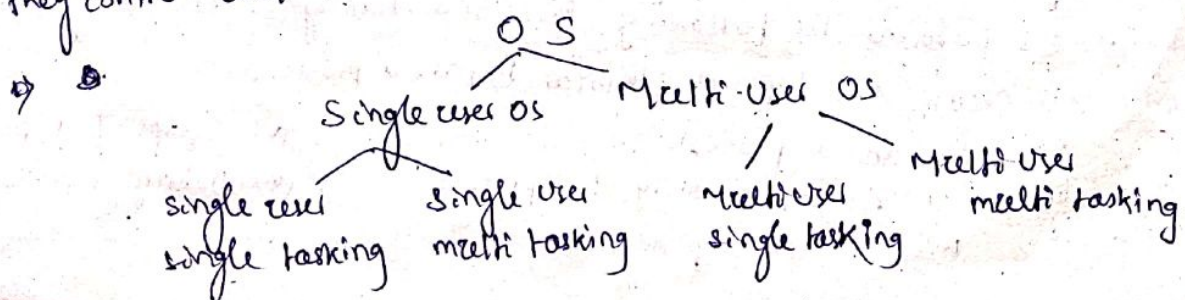 They
O S
Single user OS
Multi-User OS
single user
single tasking
single user
multi tasking
Multi user
single tasking
Multi user
multi tasking